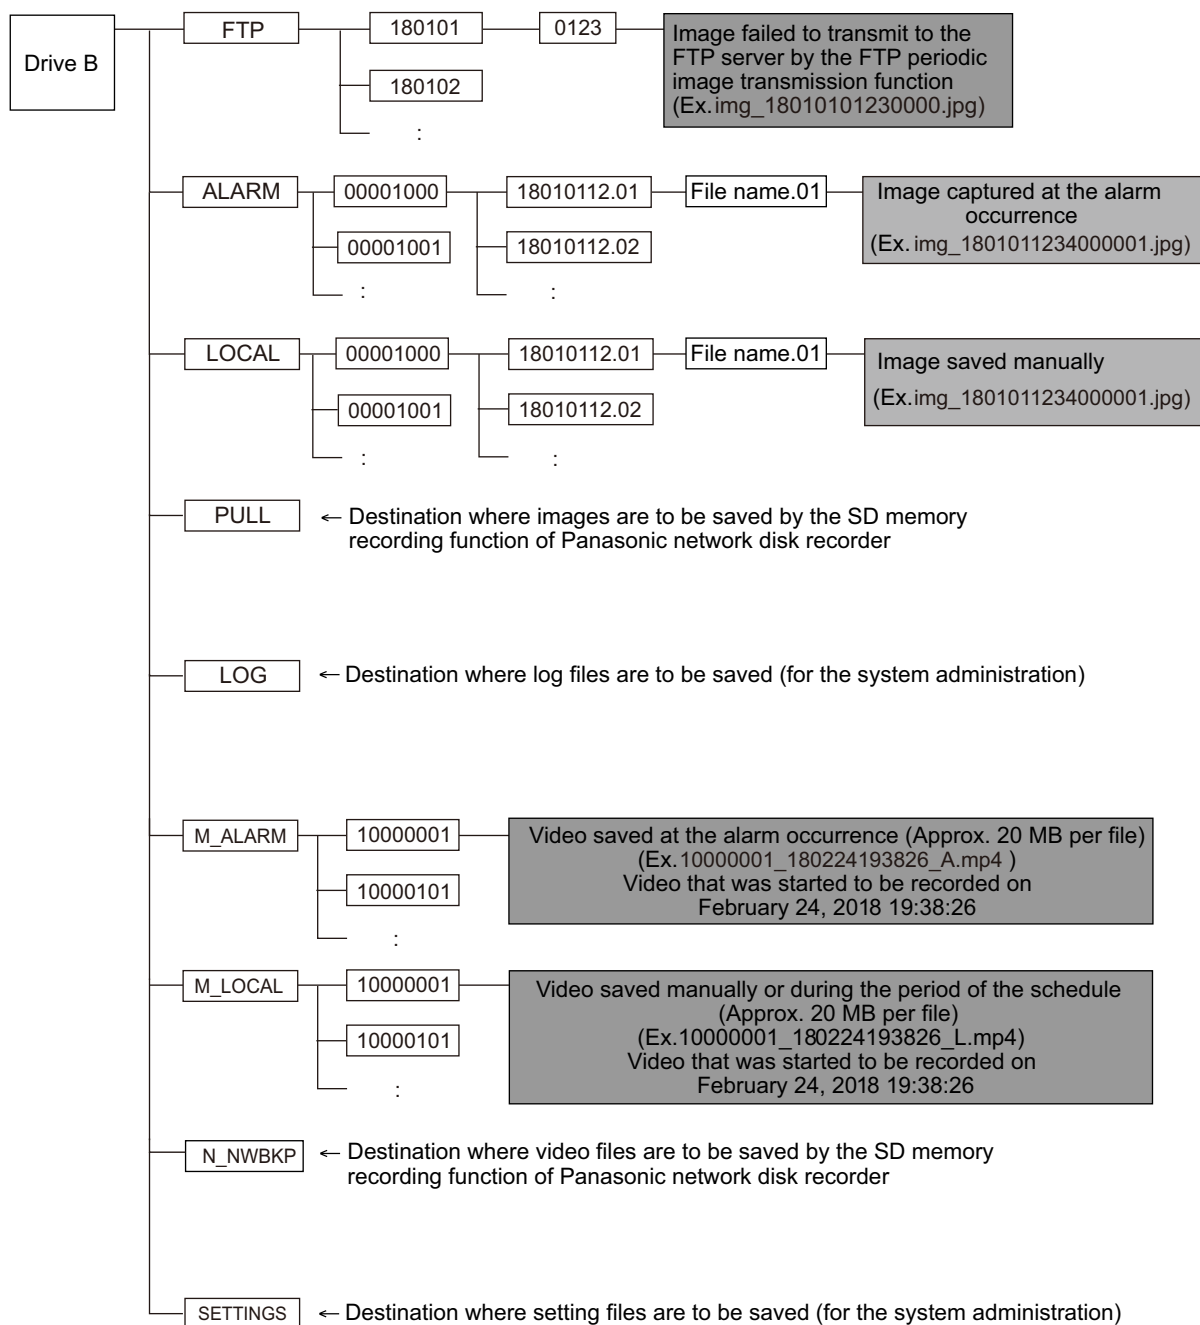 Drive B
FTP
180101
0123
Image failed to transmit to the
FTP server by the FTP periodic
image transmission function
(Ex.img_18010101230000.jpg)
180102
:
ALARM
00001000
18010112.01
File name.01
Image captured at the alarm
occurrence
(Ex.img_1801011234000001.jpg)
00001001
18010112.02
:
:
LOCAL
00001000
18010112.01
File name.01
Image saved manually
(Ex.img_1801011234000001.jpg)
00001001
18010112.02
:
:
PULL
← Destination where images are to be saved by the SD memory
recording function of Panasonic network disk recorder
LOG
← Destination where log files are to be saved (for the system administration)
M_ALARM
10000001
Video saved at the alarm occurrence (Approx. 20 MB per file)
(Ex.10000001_180224193826_A.mp4 )
Video that was started to be recorded on
February 24, 2018 19:38:26
10000101
:
M_LOCAL
10000001
Video saved manually or during the period of the schedule
(Approx. 20 MB per file)
(Ex.10000001_180224193826_L.mp4)
Video that was started to be recorded on
February 24, 2018 19:38:26
10000101
:
N_NWBKP
← Destination where video files are to be saved by the SD memory
recording function of Panasonic network disk recorder
SETTINGS
← Destination where setting files are to be saved (for the system administration)